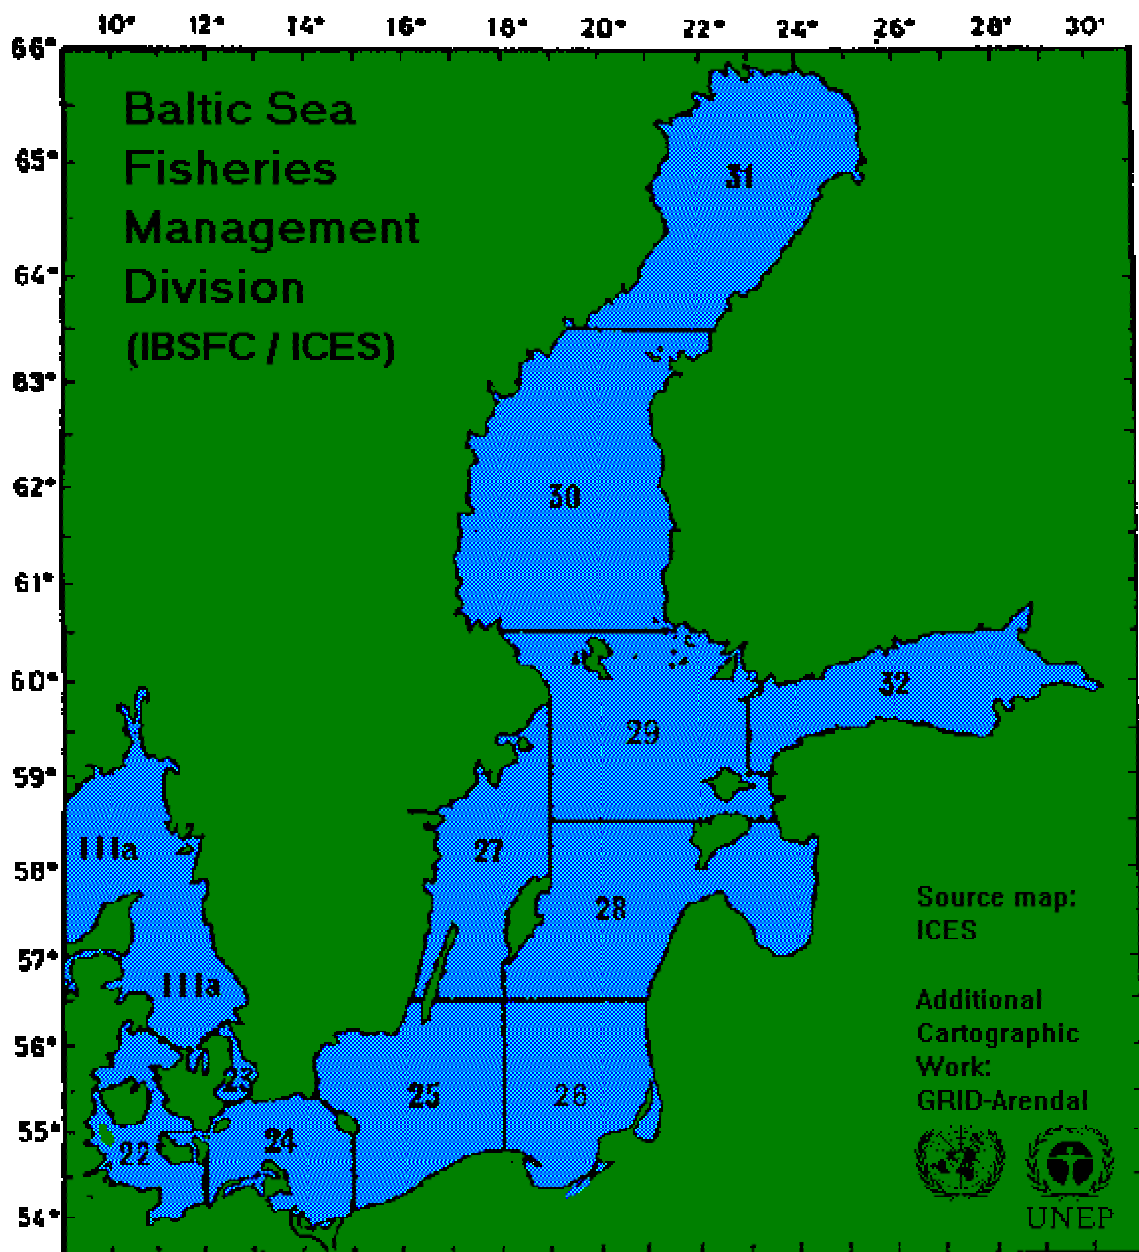 10° 12° 14° 16° 18° 20° 22° 24° 26° 28° 30°
66°
Baltic Sea
Fisheries
Management
Division
(IBSFC / ICES)
65°
31
64°
63°
62°
30
61°
60°
32
29
59°
IIIa
27
58°
28
Source map:
ICES
57°
IIIa
Additional
Cartographic
Work:
GRID-Arendal
56°
23
25
26
55°
22
24
54°
UNEP